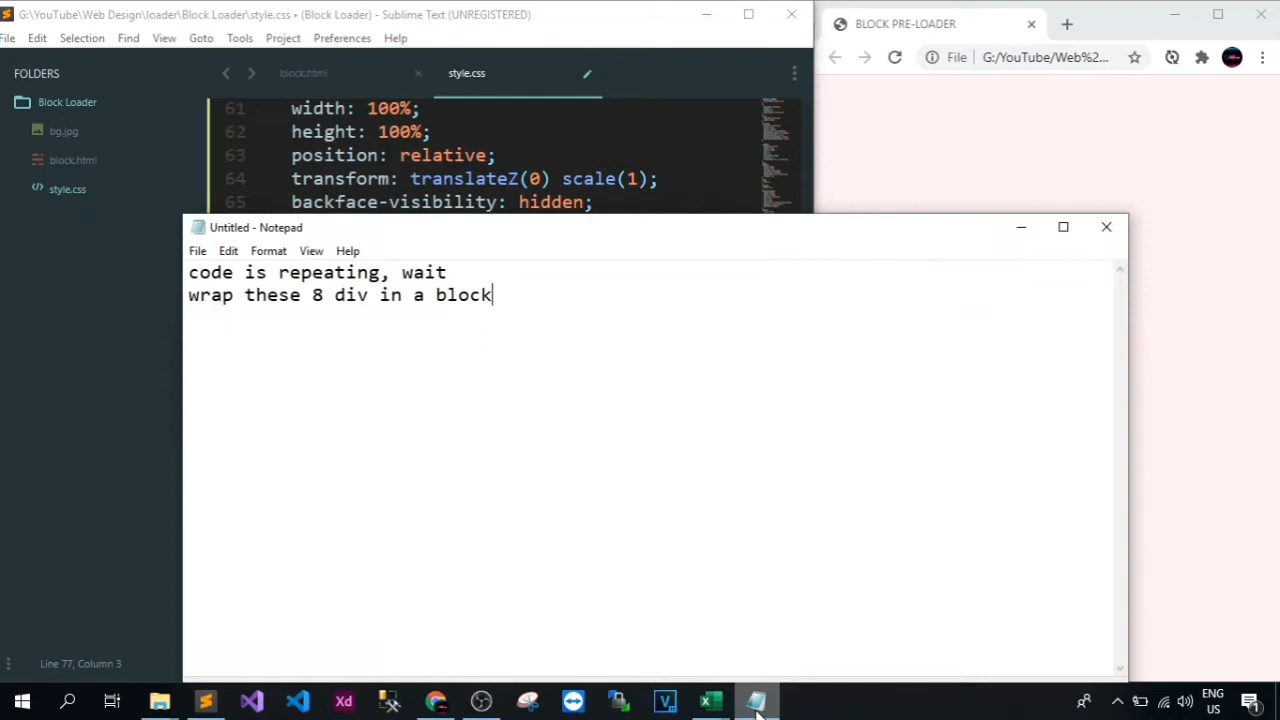 G:\YouTube\Web Design\loader\Block Loader\style.css • (Block Loader) - Sublime Text (UNREGISTERED)
BLOCK PRE-LOADER
File Edit Selection Find View Goto Tools Project Preferences Help
File G:/YouTube/Web%2...
FOLDERS
block.html
style.css
Block Loader
bg.jpg
block.html
style.css
61 width: 100%;
62 height: 100%;
63 position: relative;
64 transform: translateZ(0) scale(1);
65 backface-visibility: hidden;
Untitled - Notepad
File Edit Format View Help
code is repeating, wait
wrap these 8 div in a block
Line 77, Column 3
Xd
ENG
US
1